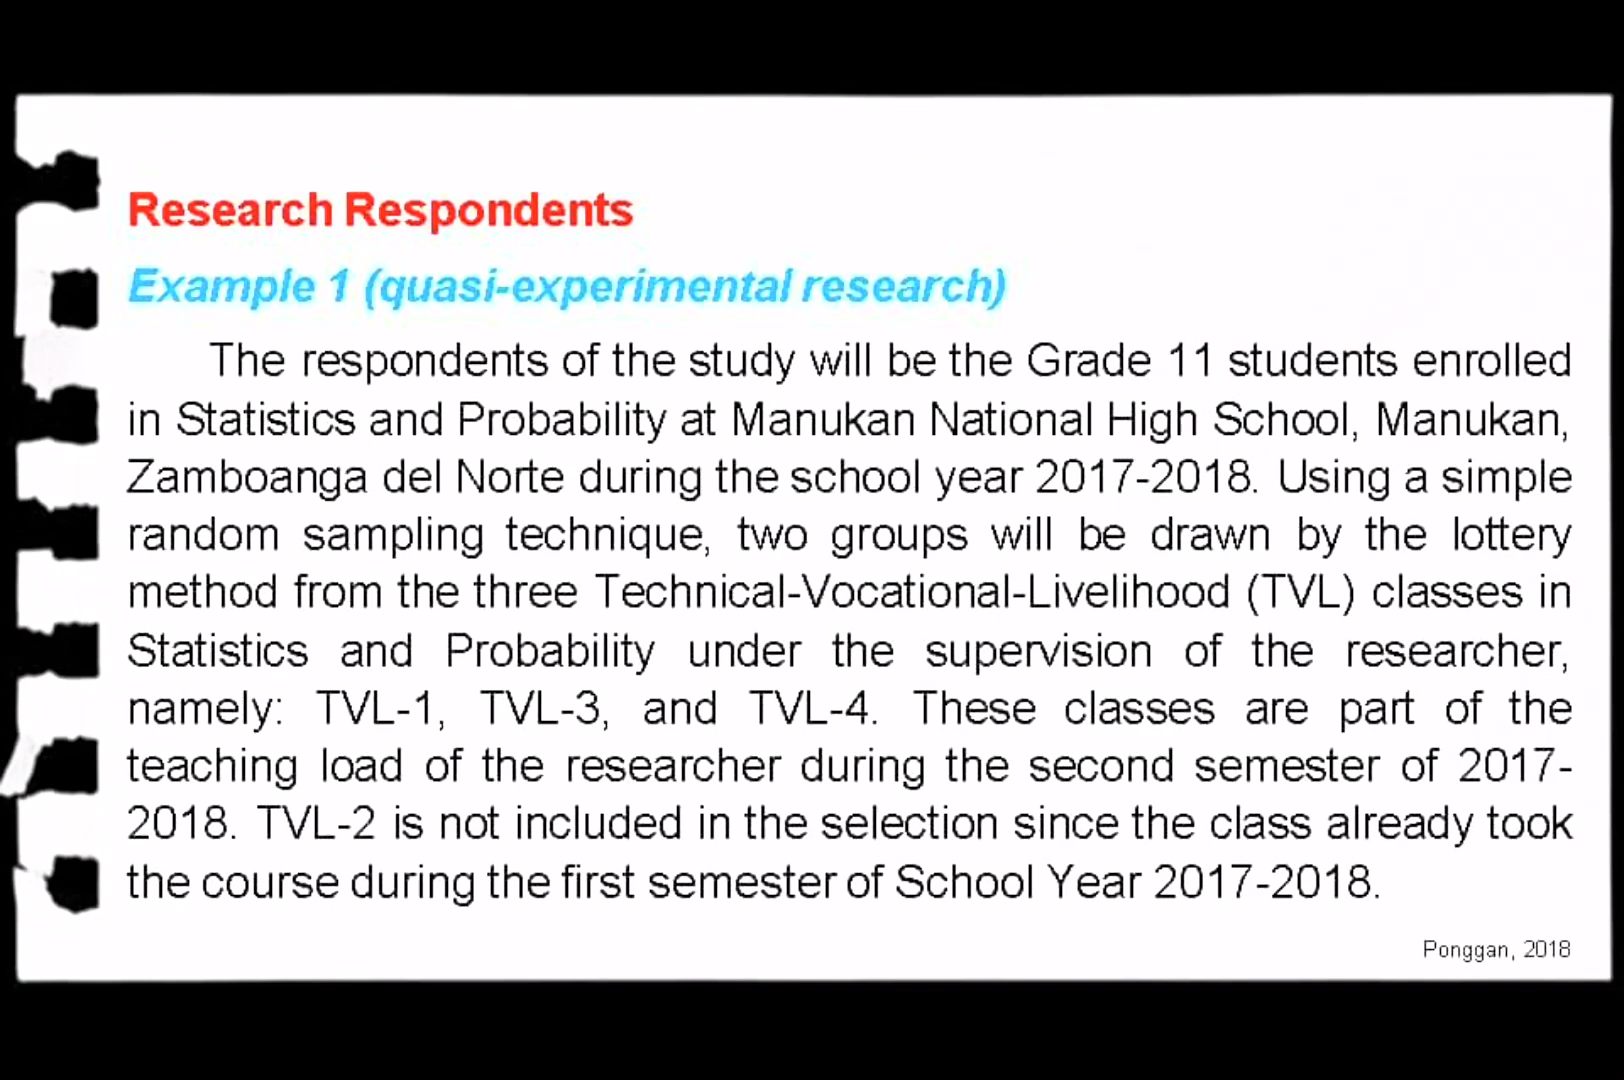 Research Respondents
Example 1 (quasi-experimental research)
The respondents of the study will be the Grade 11 students enrolled
in Statistics and Probability at Manukan National High School, Manukan,
Zamboanga del Norte during the school year 2017-2018. Using a simple
random sampling technique, two groups will be drawn by the lottery
method from the three Technical-Vocational-Livelihood (TVL) classes in
Statistics and Probability under the supervision of the researcher,
namely: TVL-1, TVL-3, and TVL-4. These classes are part of the
teaching load of the researcher during the second semester of 2017-
2018. TVL-2 is not included in the selection since the class already took
the course during the first semester of School Year 2017-2018.
Ponggan, 2018